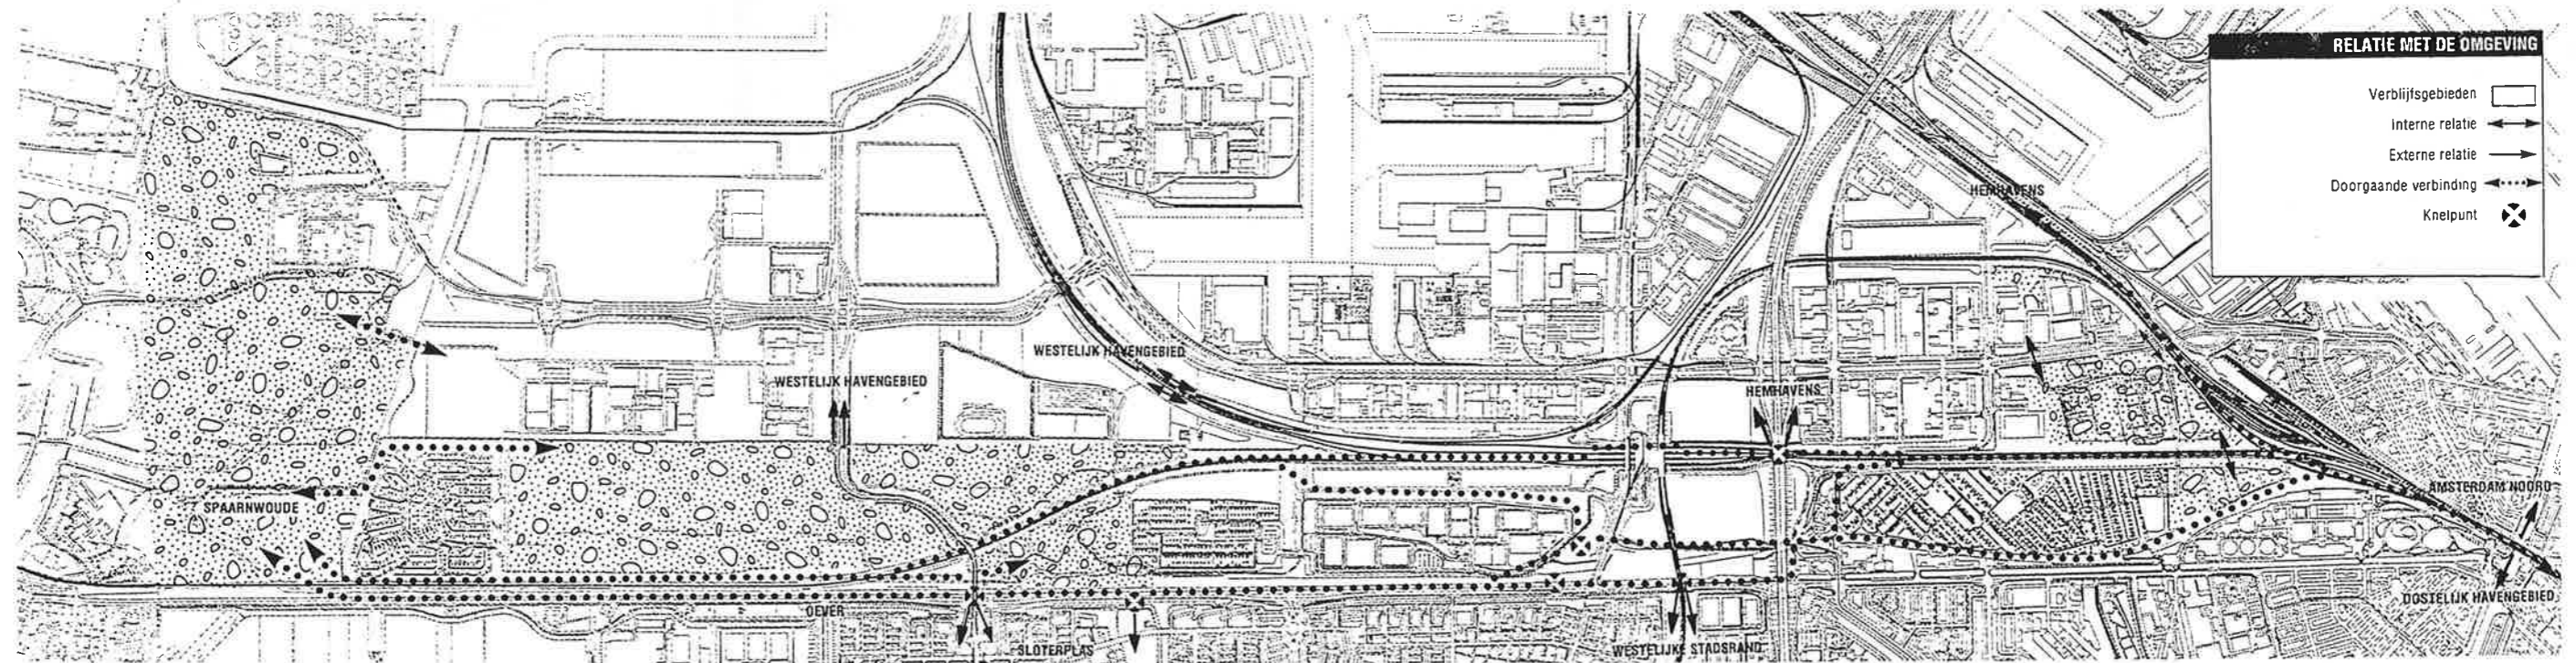 RELATIE MET DE OMGEVING
Verblijfsgebieden
Interne relatie
Externe relatie
Doorgaande verbinding
Knelpunt
HEMHAVENS
WESTELIJK HAVENGEBIED
WESTELIJK HAVENGEBIED
HEMHAVENS
SPAARNWOUDE
AMSTERDAM NOORD
OEVER
OOSTELIJK HAVENGEBIED
SLOTERPLAS
WESTELIJKE STADSRAND